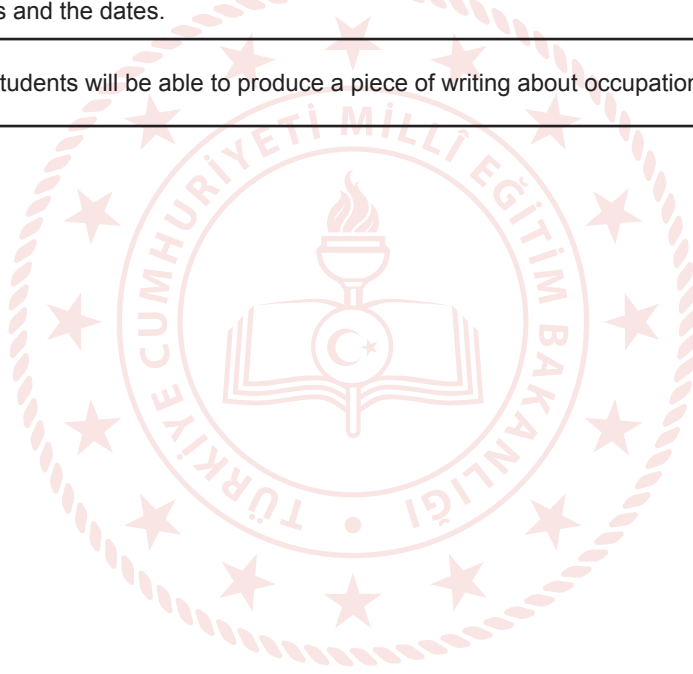 s and the dates.
tudents will be able to produce a piece of writing about occupation
TÜRKİYE CUMHURİYETİ MİLLÎ EĞİTİM BAKANLIĞI